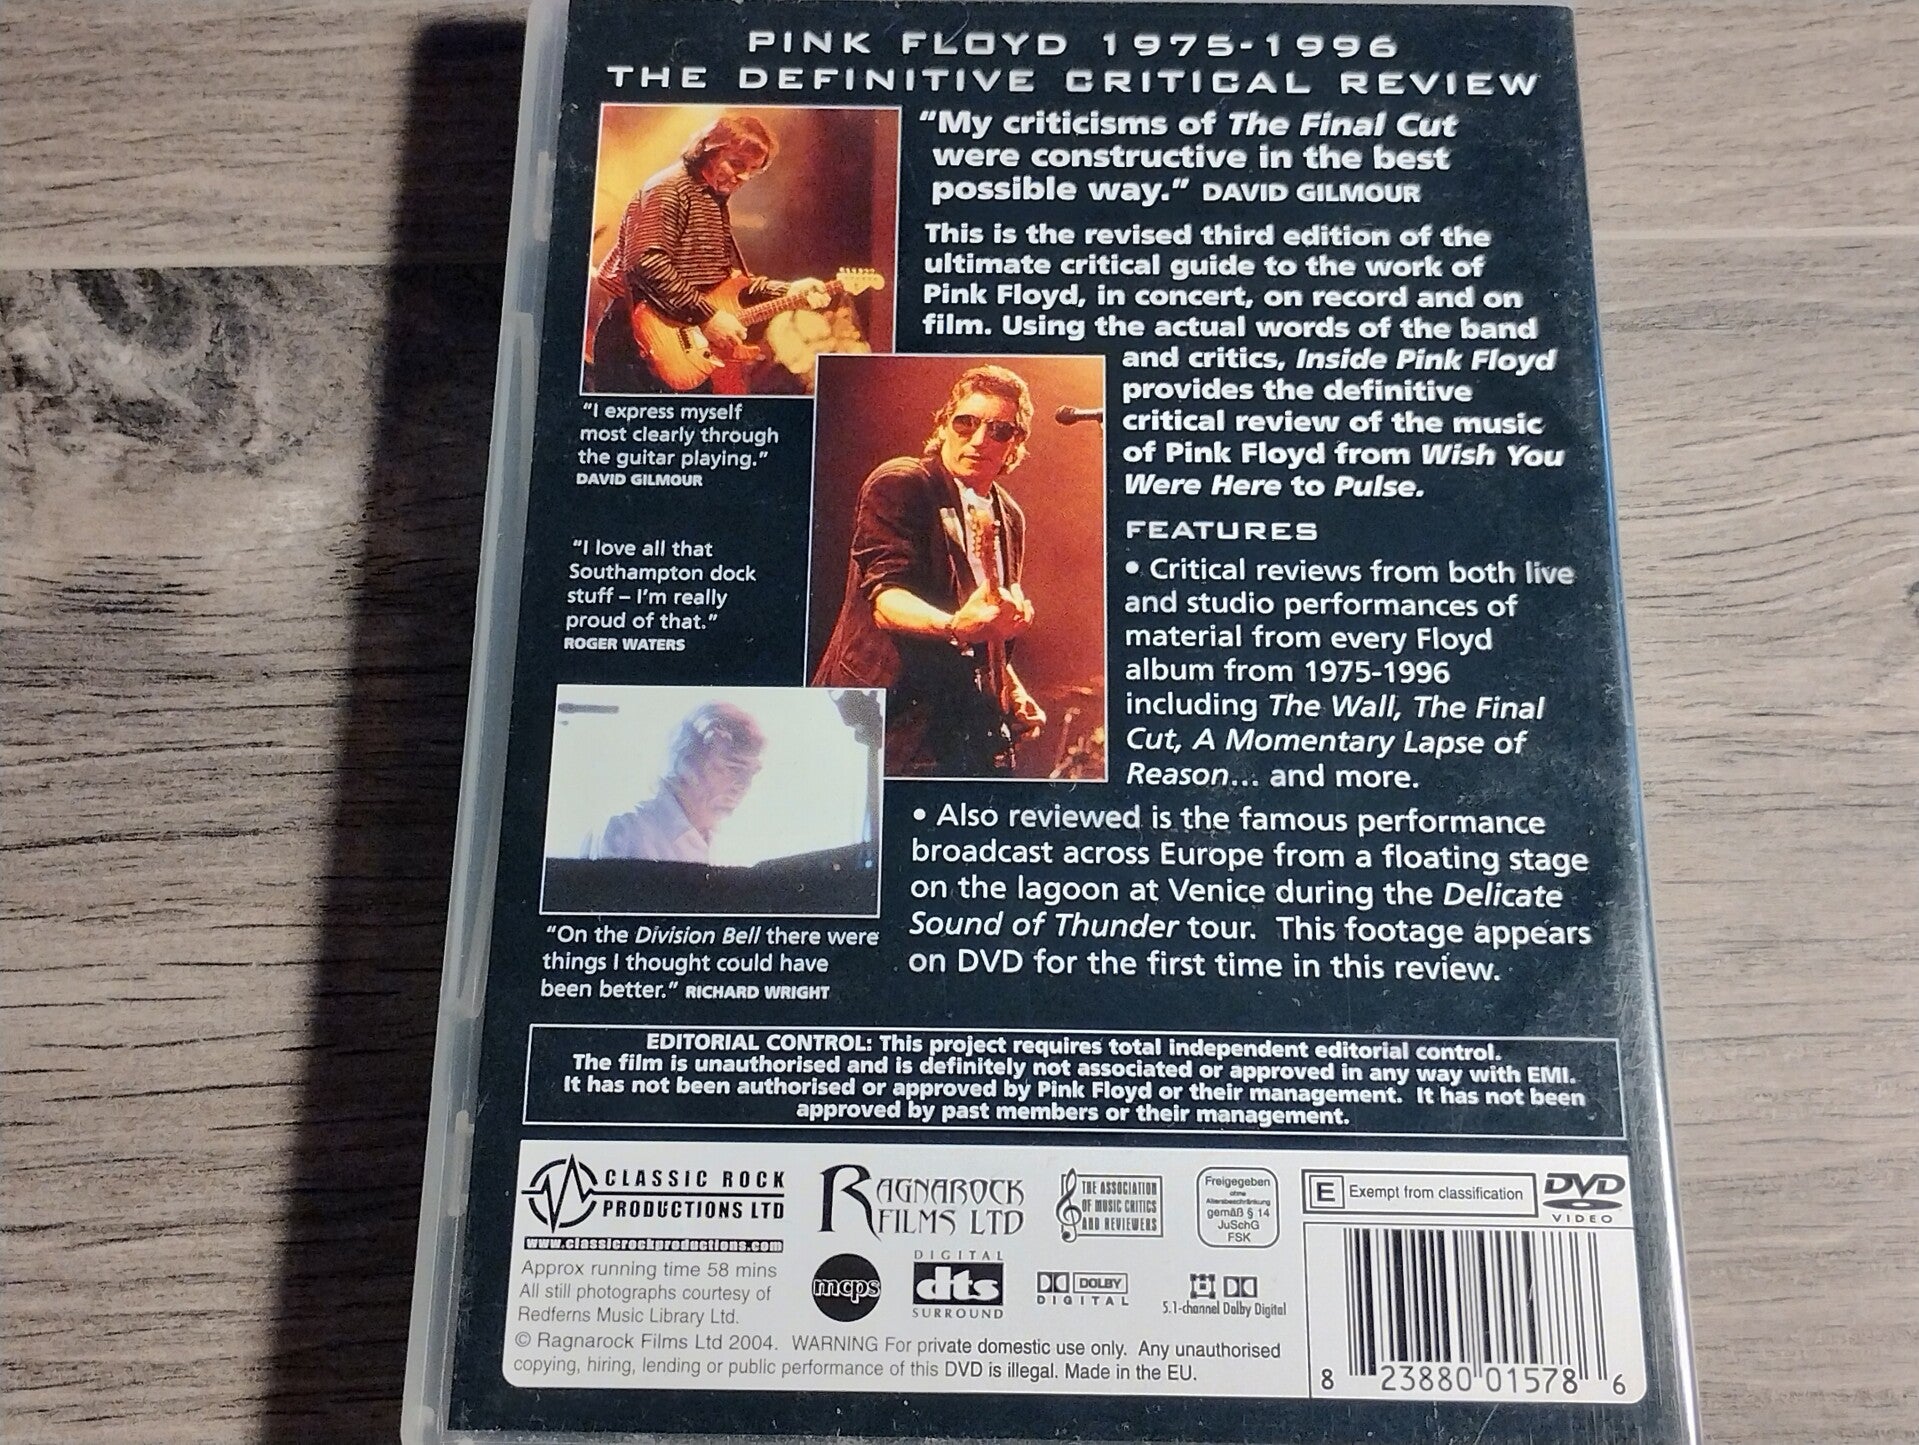 PINK FLOYD 1975-1996
THE DEFINITIVE CRITICAL REVIEW
"My criticisms of The Final Cut
were constructive in the best
possible way." DAVID GILMOUR
This is the revised third edition of the
ultimate critical guide to the work of
Pink Floyd, in concert, on record and on
film. Using the actual words of the band
and critics, Inside Pink Floyd
provides the definitive
critical review of the music
of Pink Floyd from Wish You
Were Here to Pulse.
"I express myself
most clearly through
the guitar playing."
DAVID GILMOUR
"I love all that
Southampton dock
stuff – I'm really
proud of that."
ROGER WATERS
"On the Division Bell there were
things I thought could have
been better." RICHARD WRIGHT
FEATURES
• Critical reviews from both live
and studio performances of
material from every Floyd
album from 1975-1996
including The Wall, The Final
Cut, A Momentary Lapse of
Reason... and more.
• Also reviewed is the famous performance
broadcast across Europe from a floating stage
on the lagoon at Venice during the Delicate
Sound of Thunder tour. This footage appears
on DVD for the first time in this review.
EDITORIAL CONTROL: This project requires total independent editorial control.
The film is unauthorised and is definitely not associated or approved in any way with EMI.
It has not been authorised or approved by Pink Floyd or their management. It has not been
approved by past members or their management.
CLASSIC ROCK
PRODUCTIONS LTD
www.classicrockproductions.com
RAGNAROCK
FILMS LTD
THE ASSOCIATION
OF MUSIC CRITICS
AND REVIEWERS
Freigegeben
ohne
Altersbeschränkung
gemäß § 14
JuSchG
FSK
E Exempt from classification
DVD
VIDEO
Approx running time 58 mins
All still photographs courtesy of
Redferns Music Library Ltd.
mcps
DIGITAL
dts
SURROUND
DOLBY
DIGITAL
5.1-channel Dolby Digital
© Ragnarock Films Ltd 2004. WARNING For private domestic use only. Any unauthorised
copying, hiring, lending or public performance of this DVD is illegal. Made in the EU.
8 23880 01578 6